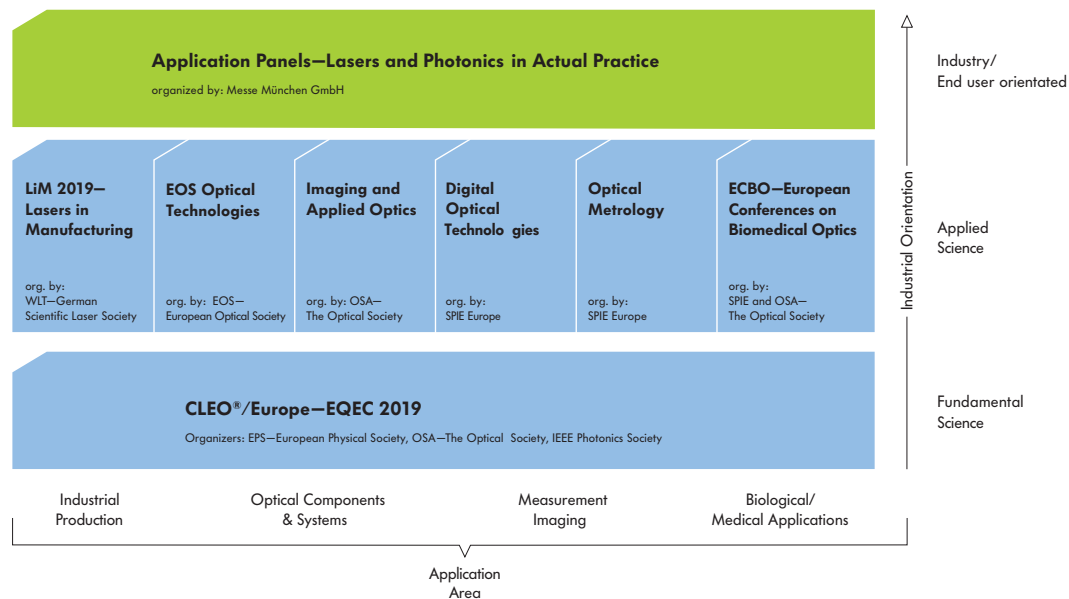 Application Panels—Lasers and Photonics in Actual Practice
organized by: Messe München GmbH
Industry/
End user orientated
LiM 2019—
Lasers in
Manufacturing
org. by:
WLT—German
Scientific Laser Society
EOS Optical
Technologies
org. by: EOS—
European Optical Society
Imaging and
Applied Optics
org. by: OSA—
The Optical Society
Digital
Optical
Technolo gies
org. by:
SPIE Europe
Optical
Metrology
org. by:
SPIE Europe
ECBO—European
Conferences on
Biomedical Optics
org. by:
SPIE and OSA—
The Optical Society
Industrial Orientation
Applied
Science
CLEO®/Europe—EQEC 2019
Organizers: EPS—European Physical Society, OSA—The Optical Society, IEEE Photonics Society
Fundamental
Science
Industrial
Production
Optical Components
& Systems
Measurement
Imaging
Biological/
Medical Applications
Application
Area